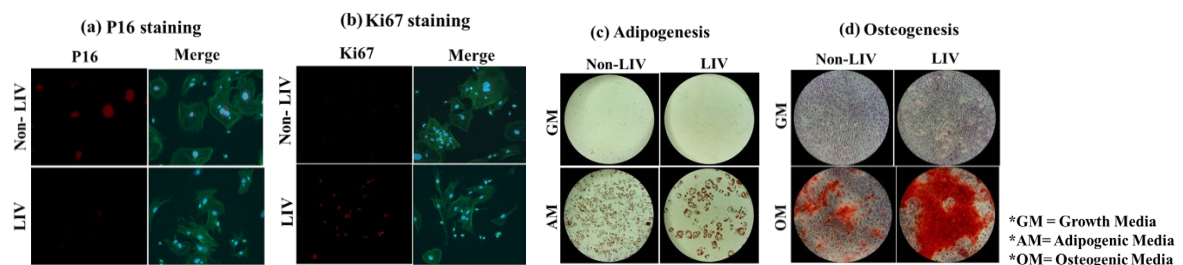 (a) P16 staining
P16 Merge
Non- LIV
LIV
(b) Ki67 staining
Ki67 Merge
Non- LIV
LIV
(c) Adipogenesis
Non-LIV LIV
GM
AM
(d) Osteogenesis
Non-LIV LIV
GM
OM
*GM = Growth Media
*AM= Adipogenic Media
*OM= Osteogenic Media